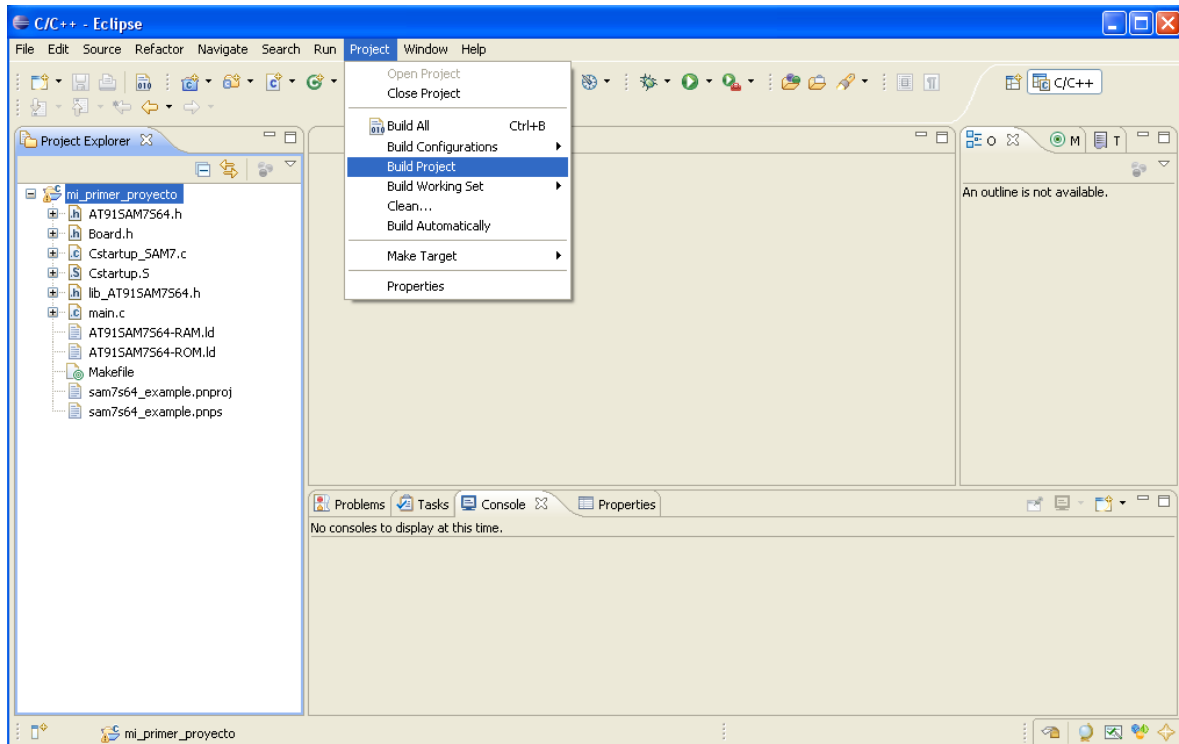 C/C++ - Eclipse
File Edit Source Refactor Navigate Search Run Project Window Help
C/C++
Open Project
Close Project
Build All Ctrl+B
Build Configurations
Build Project
Build Working Set
Clean...
Build Automatically
Make Target
Properties
Project Explorer
mi_primer_proyecto
AT91SAM7S64.h
Board.h
Cstartup_SAM7.c
Cstartup.S
lib_AT91SAM7S64.h
main.c
AT91SAM7S64-RAM.ld
AT91SAM7S64-ROM.ld
Makefile
sam7s64_example.pnproj
sam7s64_example.pnps
O M T
An outline is not available.
Problems Tasks Console Properties
No consoles to display at this time.
mi_primer_proyecto